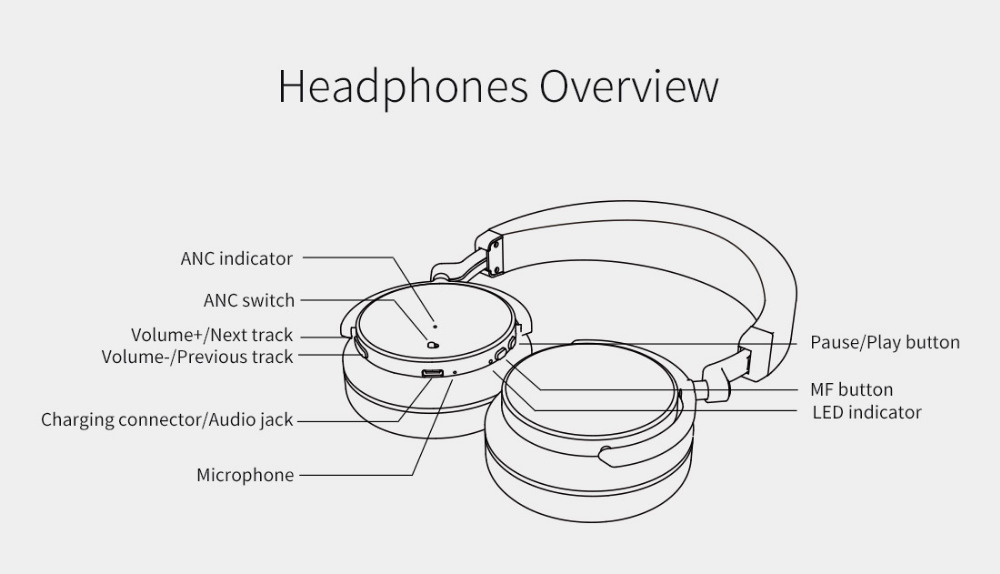 Headphones Overview
ANC indicator
ANC switch
Volume+/Next track
Volume-/Previous track
Charging connector/Audio jack
Microphone
Pause/Play button
MF button
LED indicator